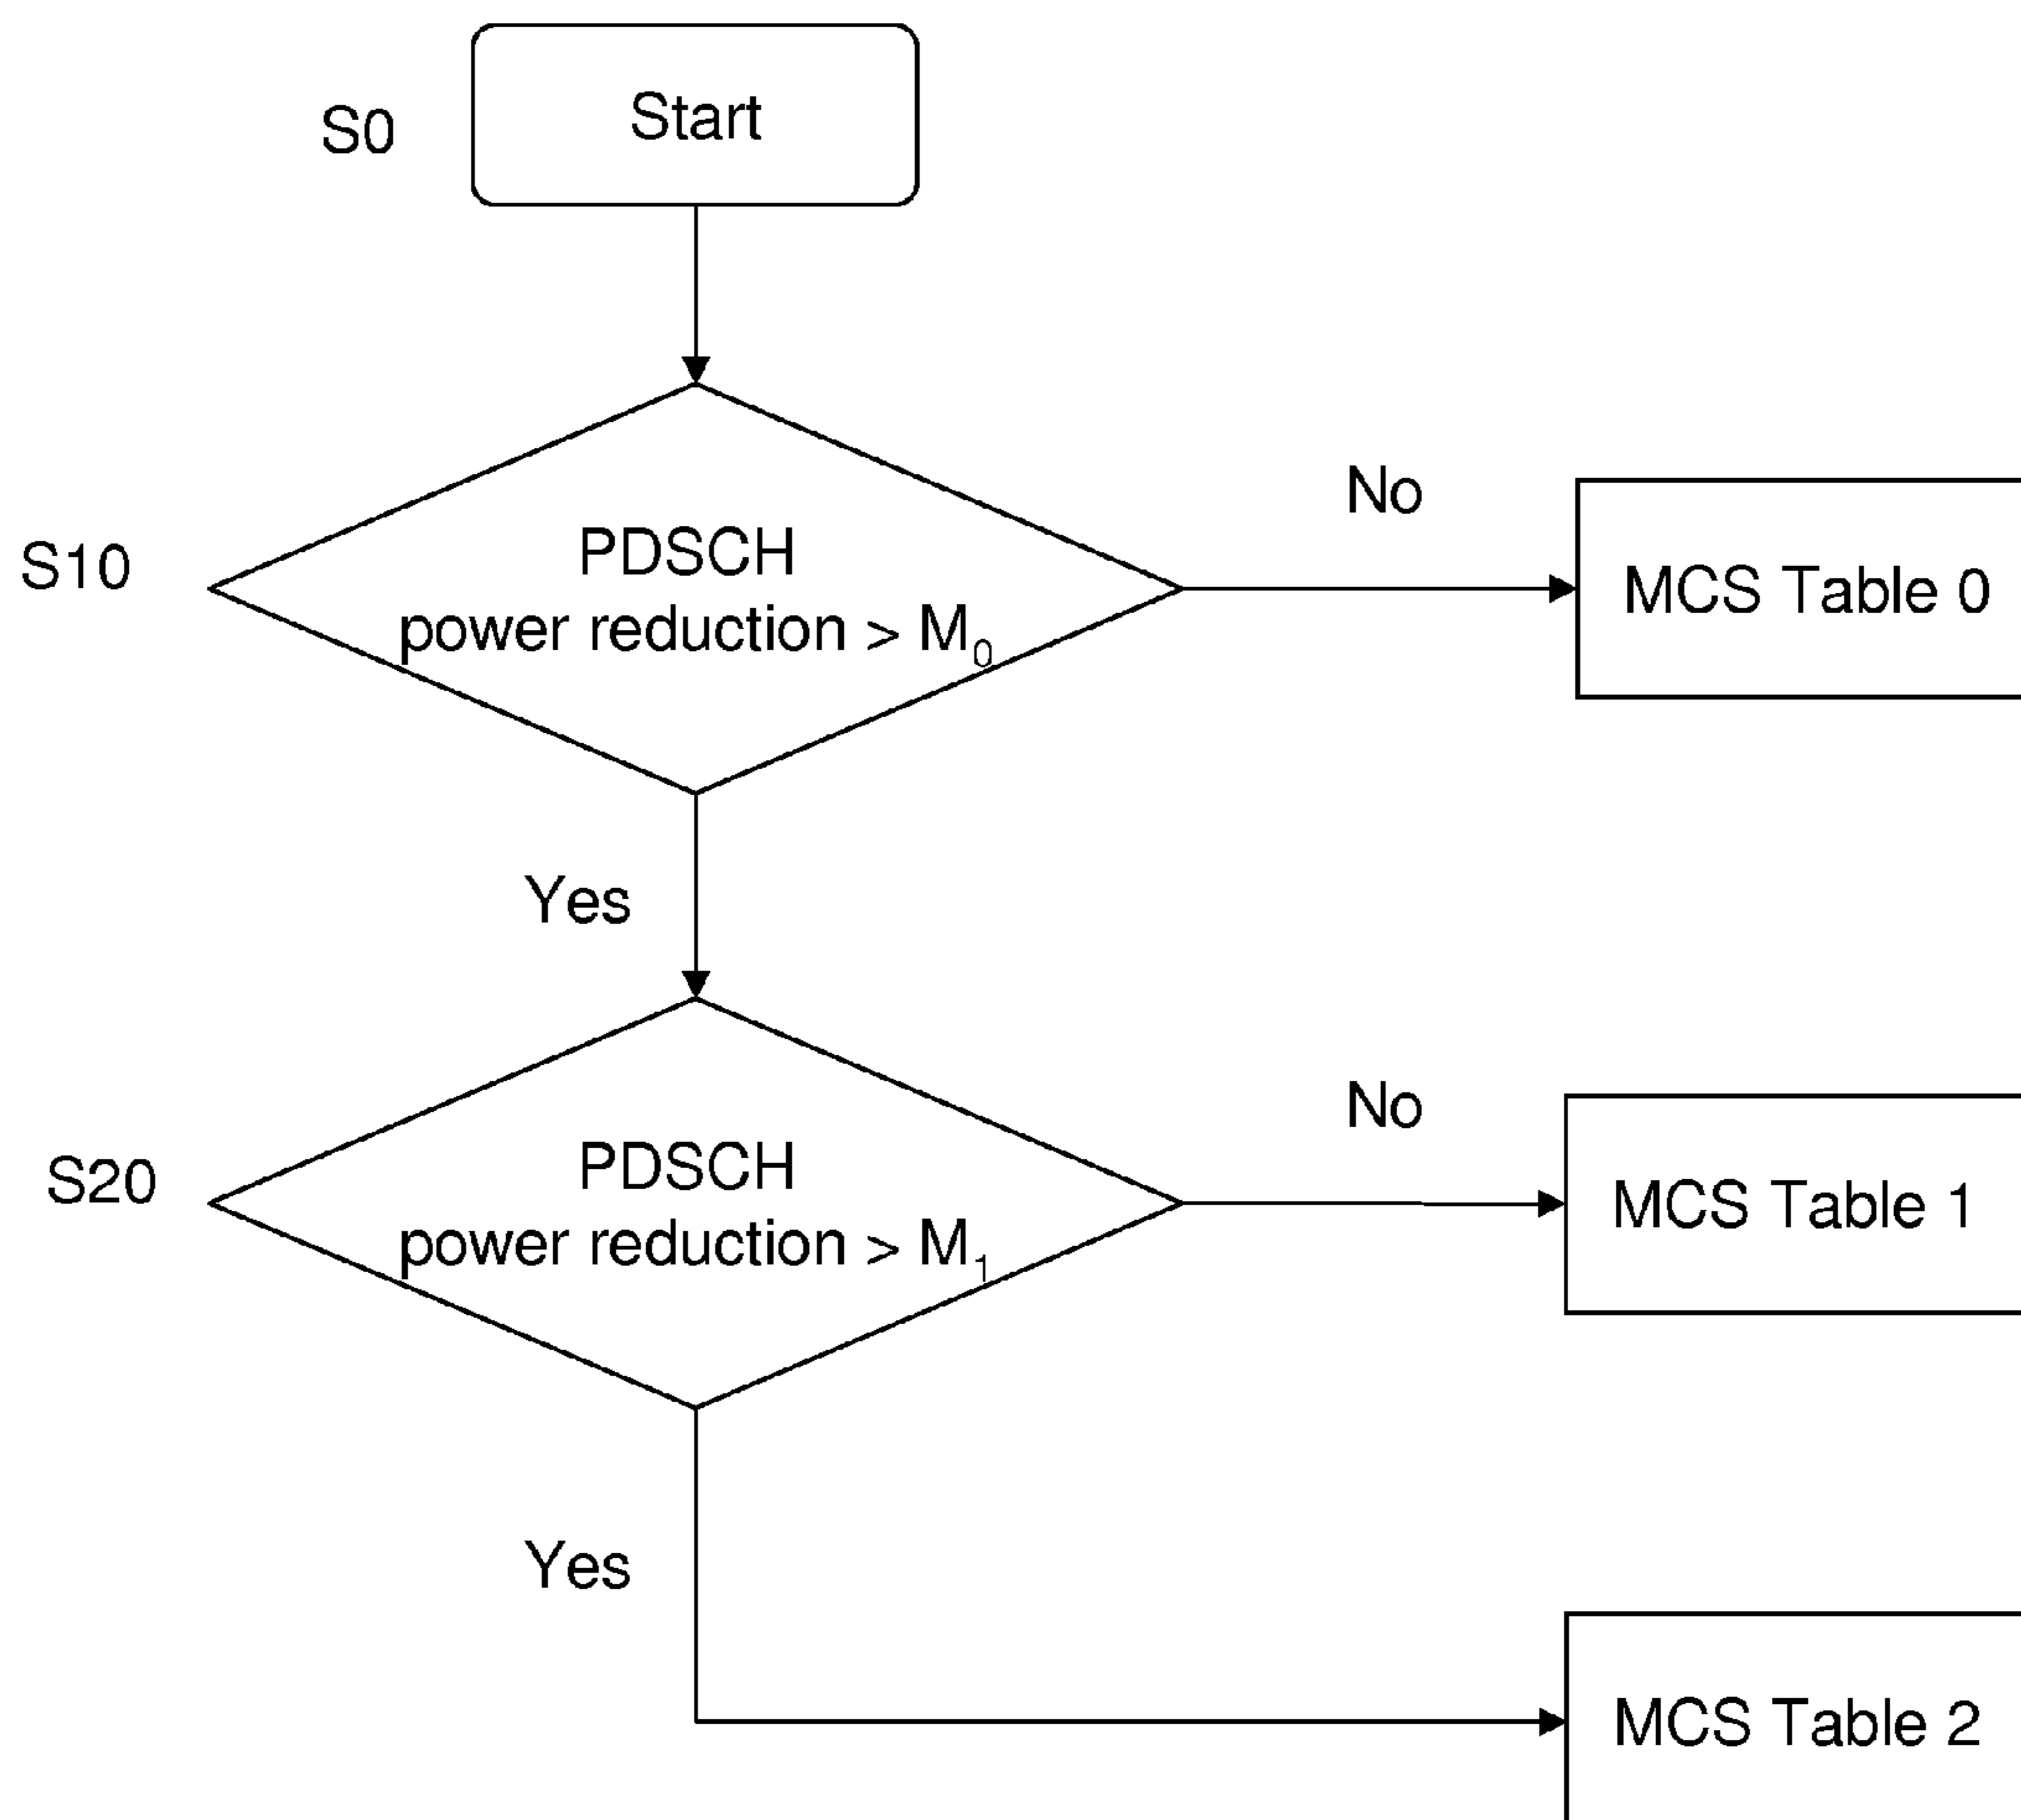 S0
Start
S10
PDSCH
power reduction > M₀
No
MCS Table 0
Yes
S20
PDSCH
power reduction > M₁
No
MCS Table 1
Yes
MCS Table 2